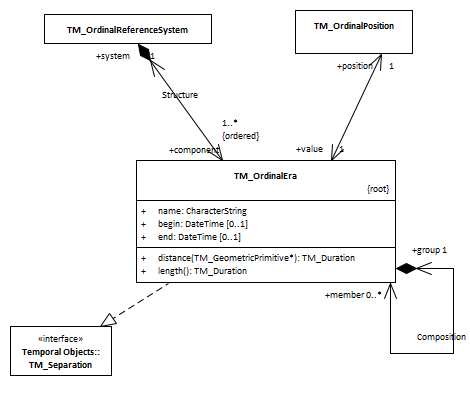 TM_OrdinalReferenceSystem
TM_OrdinalPosition
+system 1
+position 1
Structure
1..*
{ordered}
+component
+value 1
TM_OrdinalEra
{root}
+ name: CharacterString
+ begin: DateTime [0..1]
+ end: DateTime [0..1]
+ distance(TM_GeometricPrimitive*): TM_Duration
+ length(): TM_Duration
+group 1
+member 0..*
Composition
«interface»
Temporal Objects::
TM_Separation